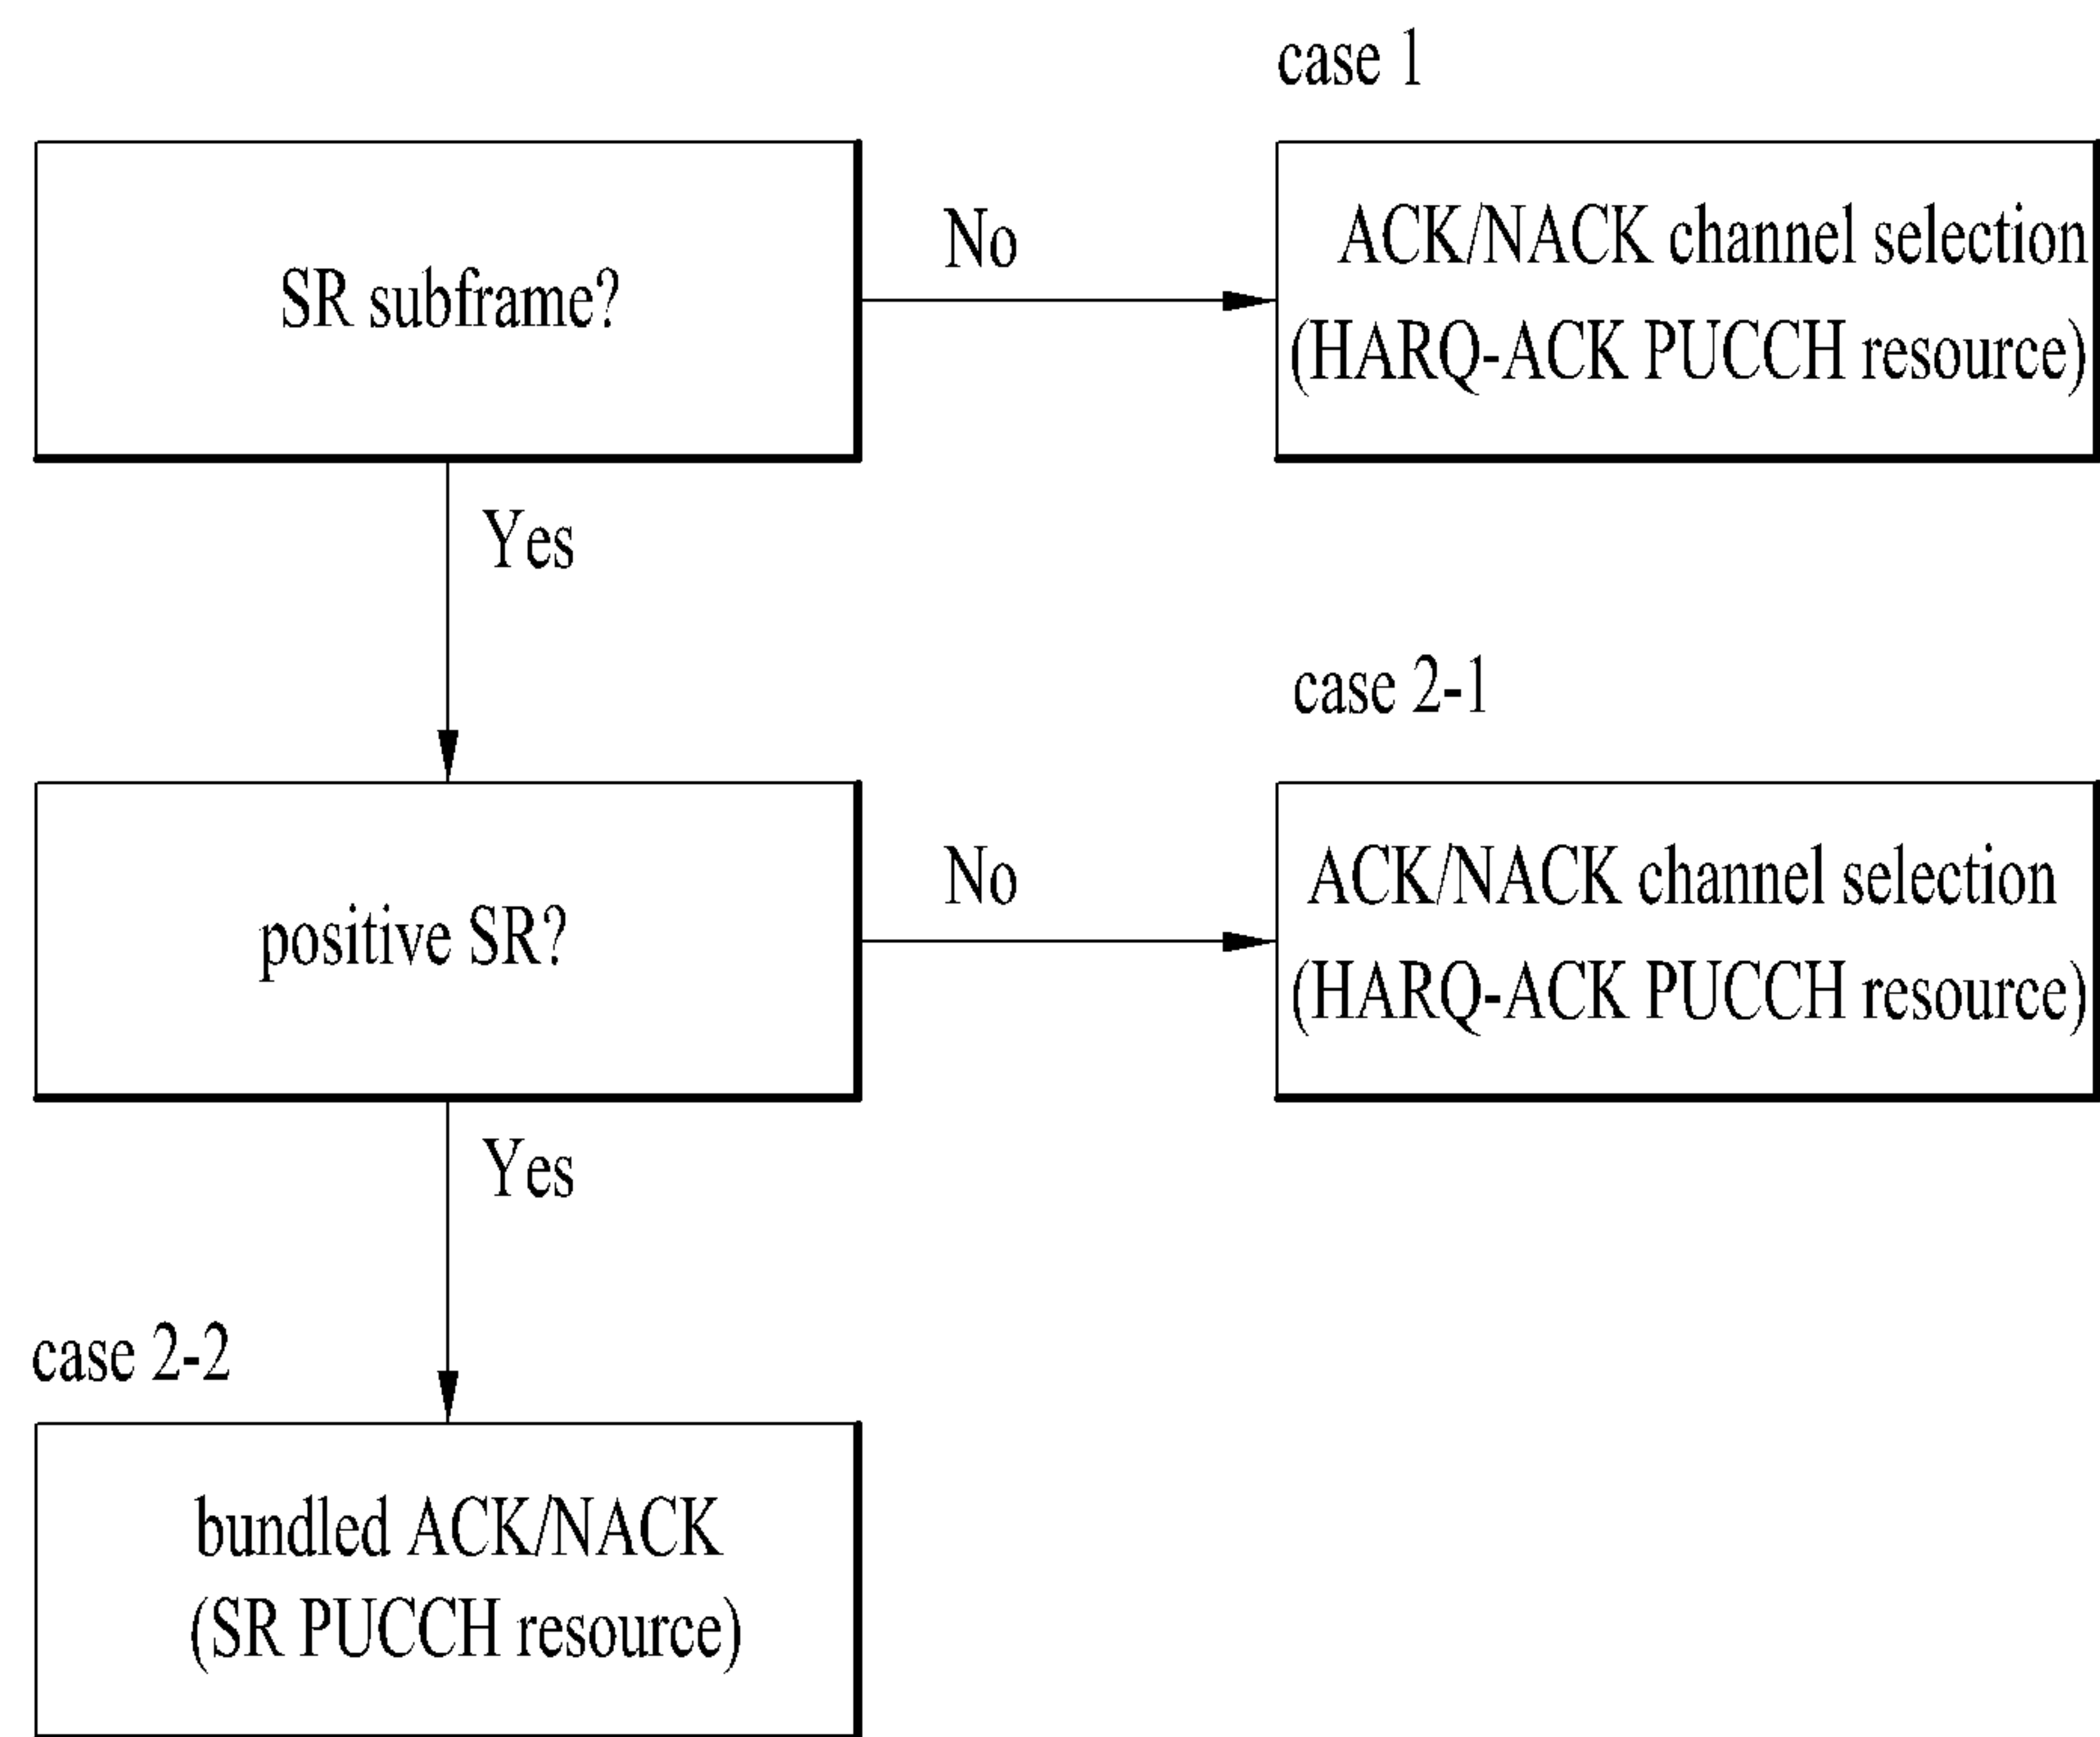 case 1
SR subframe?
No
ACK/NACK channel selection
(HARQ-ACK PUCCH resource)
Yes
case 2-1
positive SR?
No
ACK/NACK channel selection
(HARQ-ACK PUCCH resource)
Yes
case 2-2
bundled ACK/NACK
(SR PUCCH resource)